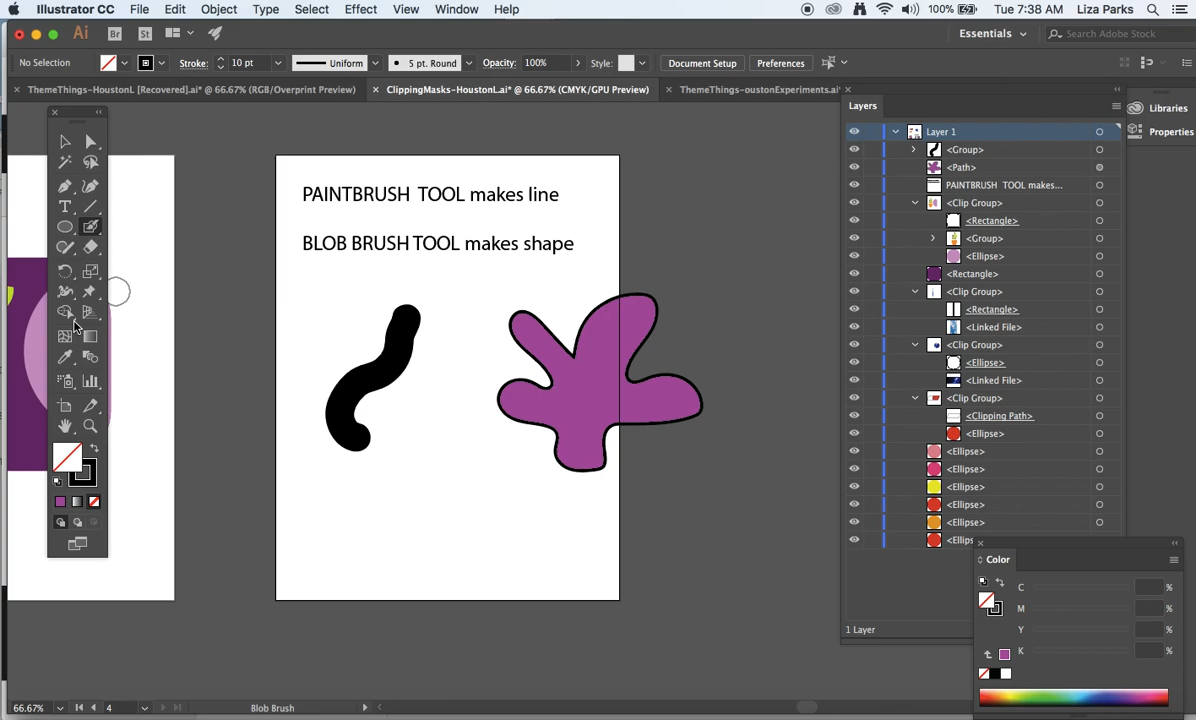 Illustrator CC File Edit Object Type Select Effect View Window Help 100% Tue 7:38 AM Liza Parks
Ai Br St Essentials Search Adobe Stock
No Selection Stroke: 10 pt Uniform 5 pt. Round Opacity: 100% Style: Document Setup Preferences
ThemeThings-HoustonL [Recovered].ai* @ 66.67% (RGB/Overprint Preview) ClippingMasks-HoustonL.ai* @ 66.67% (CMYK/GPU Preview) ThemeThings-oustonExperiments.ai
Layers
Libraries
Properties
Layer 1
<Group>
<Path>
PAINTBRUSH TOOL makes...
<Clip Group>
<Rectangle>
<Group>
<Ellipse>
<Rectangle>
<Clip Group>
<Rectangle>
<Linked File>
<Clip Group>
<Ellipse>
<Linked File>
<Clip Group>
<Clipping Path>
<Ellipse>
<Ellipse>
<Ellipse>
<Ellipse>
<Ellipse>
<Ellipse>
<Ellip
1 Layer
PAINTBRUSH TOOL makes line
BLOB BRUSH TOOL makes shape
Color
C %
M %
Y %
K %
66.67% 4 Blob Brush